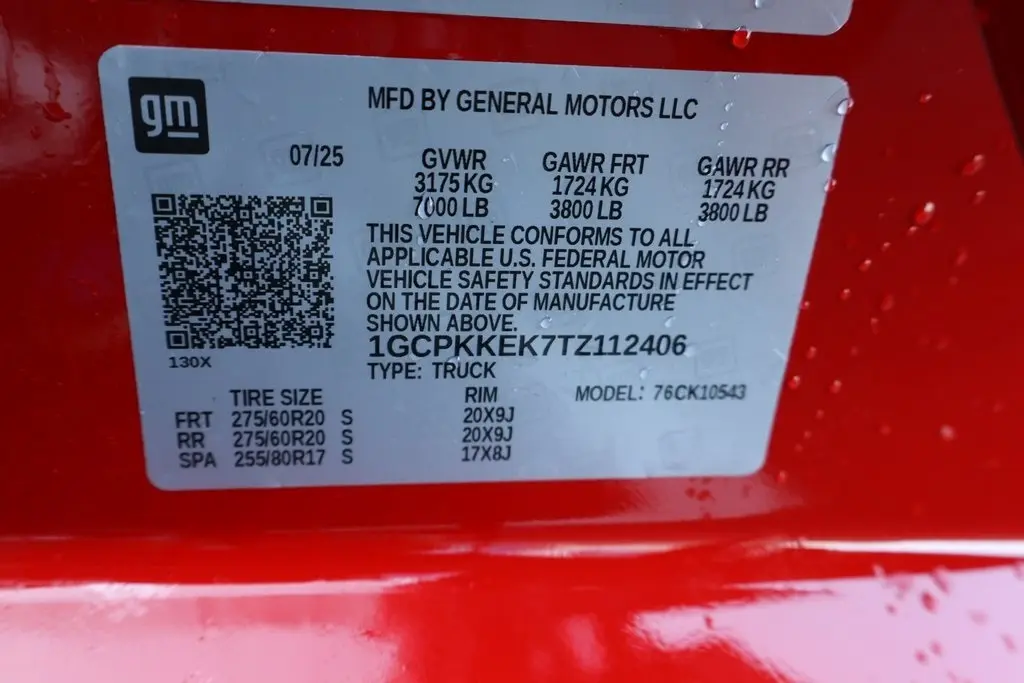 gm
MFD BY GENERAL MOTORS LLC
07/25 GVWR GAWR FRT GAWR RR
3175 KG 1724 KG 1724 KG
7000 LB 3800 LB 3800 LB
THIS VEHICLE CONFORMS TO ALL
APPLICABLE U.S. FEDERAL MOTOR
VEHICLE SAFETY STANDARDS IN EFFECT
ON THE DATE OF MANUFACTURE
SHOWN ABOVE.
1GCPKKEK7TZ112406
130X
TYPE: TRUCK
TIRE SIZE RIM MODEL: 76CK10543
FRT 275/60R20 S 20X9J
RR 275/60R20 S 20X9J
SPA 255/80R17 S 17X8J